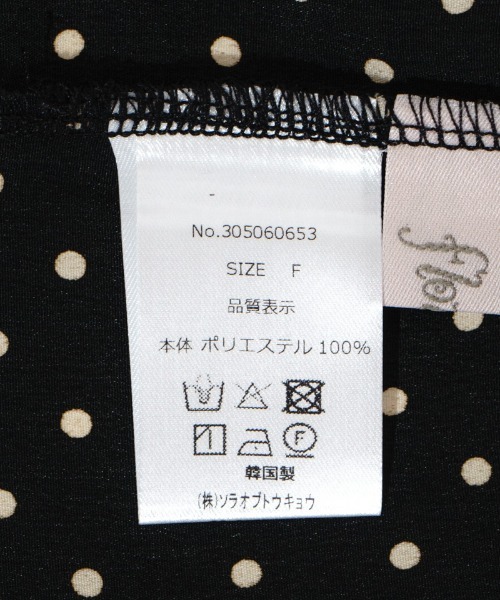 -
No.305060653
SIZE F
品質表示
本体 ポリエステル 100%
F
韓国製
(株)ソラオブトウキョウ